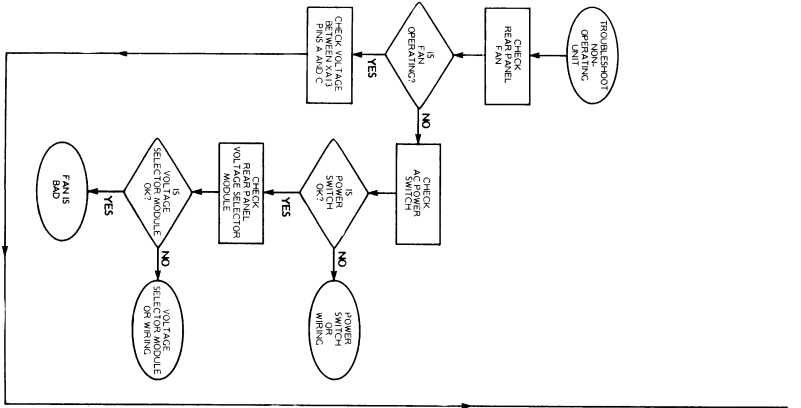 TROUBLESHOOT
NON-
OPERATING
UNIT
CHECK
REAR PANEL
FAN
IS
FAN
OPERATING?
YES
NO
CHECK VOLTAGE
BETWEEN XA13
PINS A AND C
CHECK
AC POWER
SWITCH
IS
POWER
SWITCH
OK?
YES
NO
POWER
SWITCH
OR
WIRING
CHECK
REAR PANEL
VOLTAGE SELECTOR
MODULE
IS
VOLTAGE
SELECTOR MODULE
OK?
YES
NO
VOLTAGE
SELECTOR MODULE
OR WIRING
FAN IS
BAD